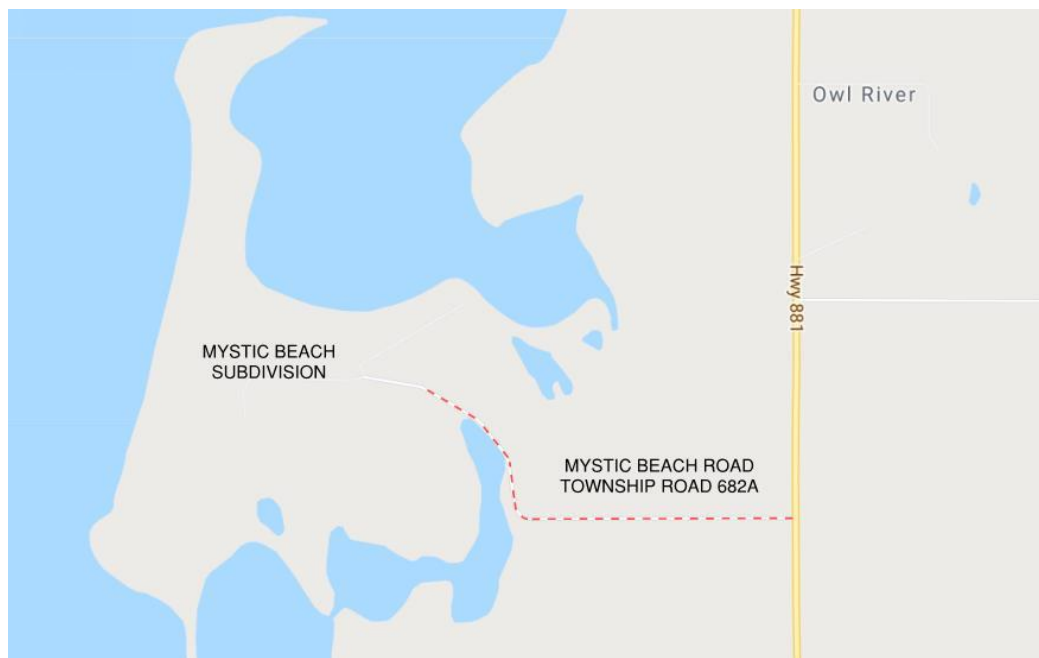 Owl River
Hwy 881
MYSTIC BEACH
SUBDIVISION
MYSTIC BEACH ROAD
TOWNSHIP ROAD 682A